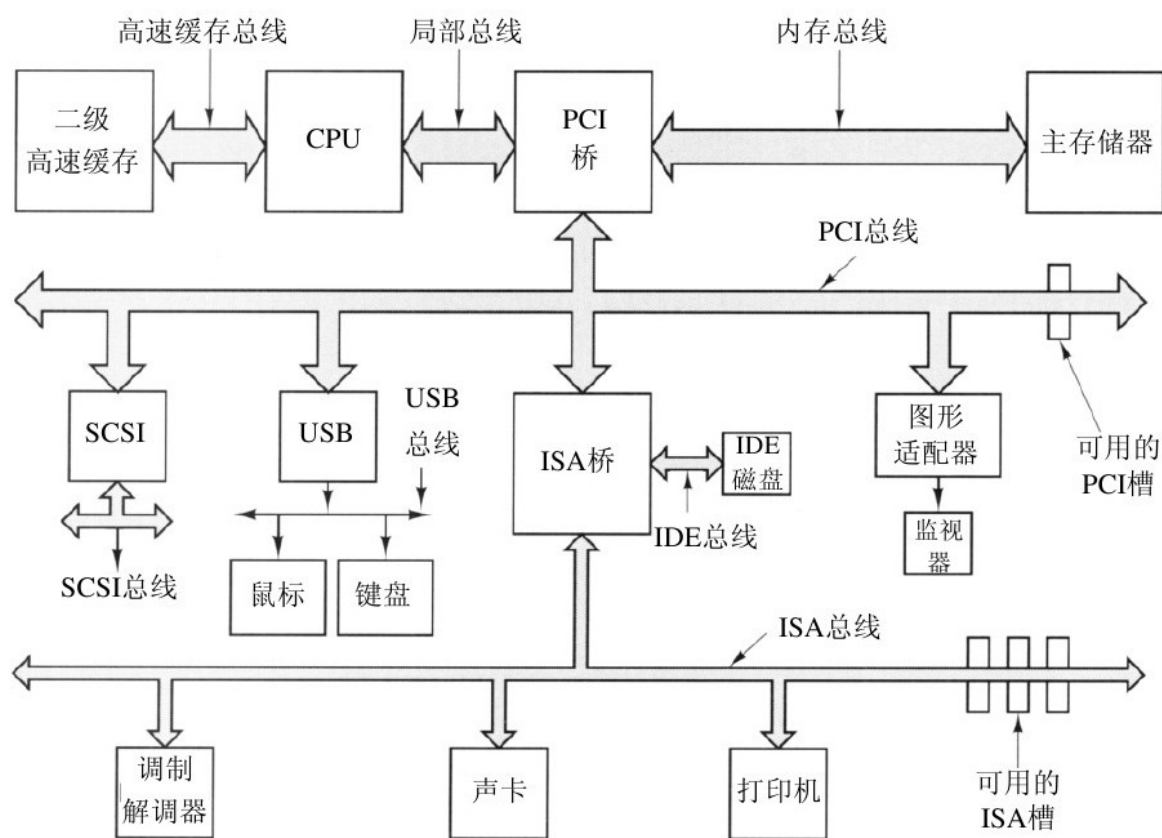 高速缓存总线
局部总线
内存总线
二级
高速缓存
CPU
PCI
桥
主存储器
PCI总线
SCSI
USB
USB
总线
ISA桥
IDE
磁盘
图形
适配器
可用的
PCI槽
IDE总线
监视
器
SCSI总线
鼠标
键盘
ISA总线
调制
解调器
声卡
打印机
可用的
ISA槽